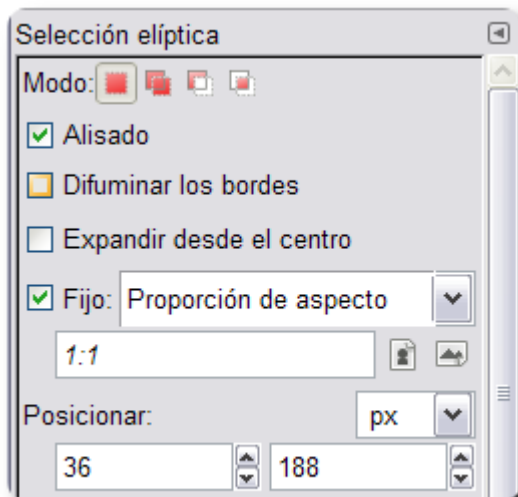 Selección elíptica
Modo:
Alisado
Difuminar los bordes
Expandir desde el centro
Fijo: Proporción de aspecto
1:1
Posicionar: px
36 188